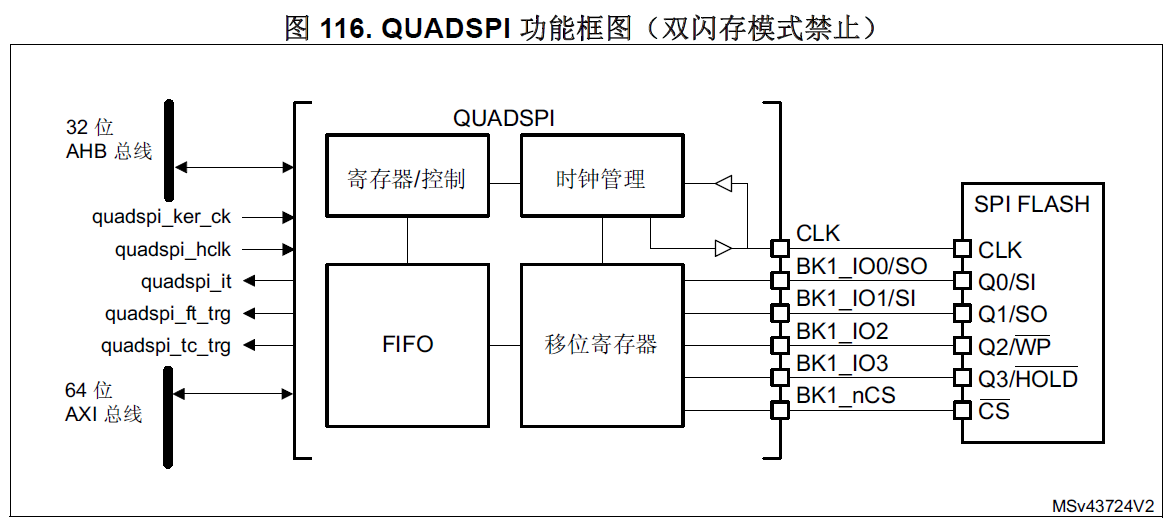 图 116. QUADSPI 功能框图（双闪存模式禁止）
QUADSPI
32 位
AHB 总线
quadspi_ker_ck
quadspi_hclk
quadspi_it
quadspi_ft_trg
quadspi_tc_trg
64 位
AXI 总线
寄存器/控制
时钟管理
FIFO
移位寄存器
CLK
BK1_IO0/SO
BK1_IO1/SI
BK1_IO2
BK1_IO3
BK1_nCS
SPI FLASH
CLK
Q0/SI
Q1/SO
Q2/WP
Q3/HOLD
CS
MSv43724V2